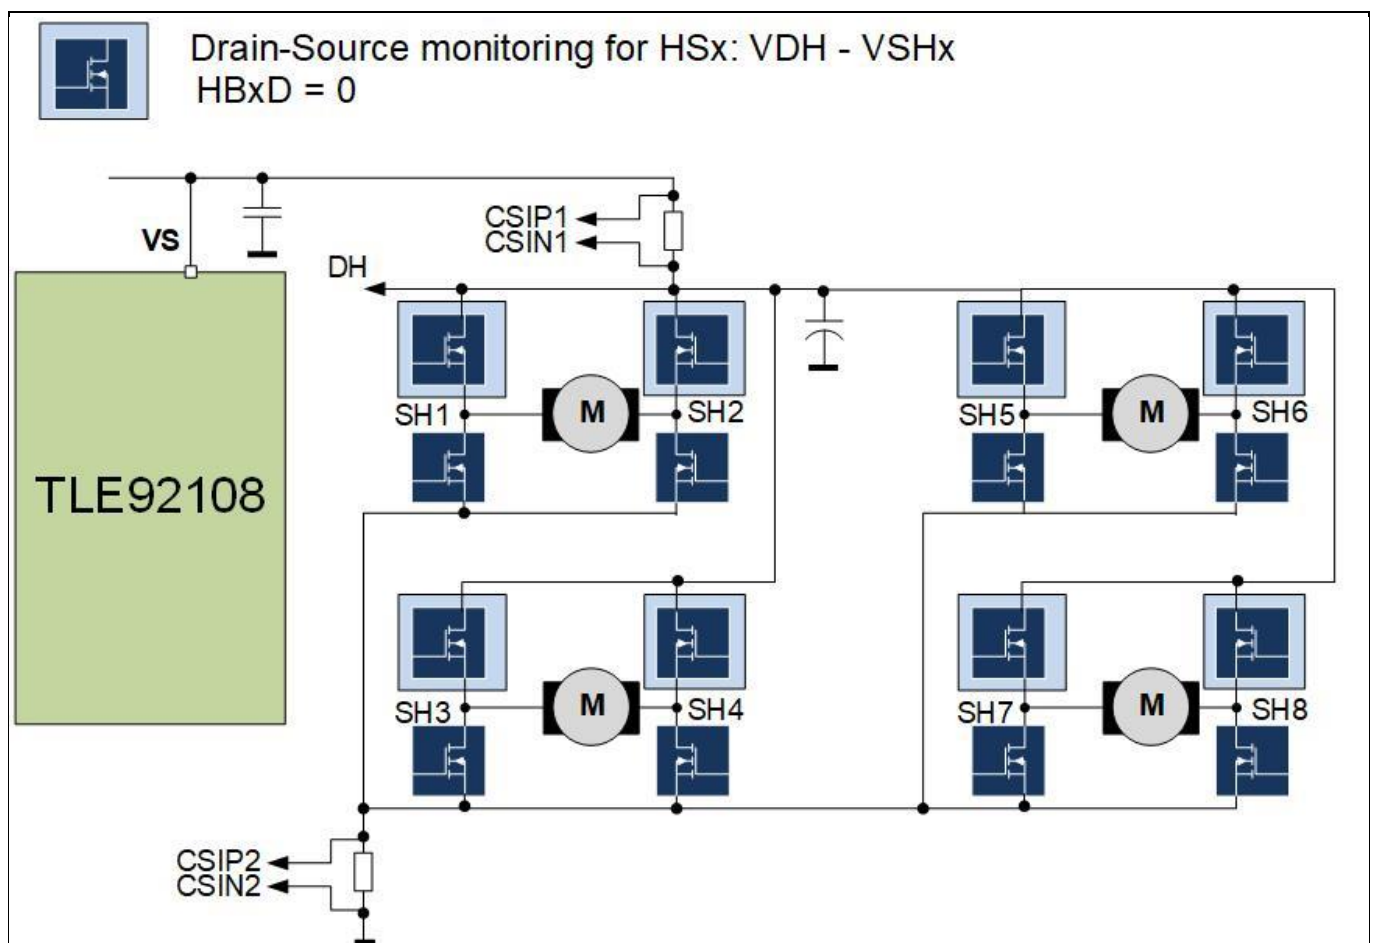 Drain-Source monitoring for HSx: VDH - VSHx
HBxD = 0
CSIP1
VS
CSIN1
DH
SH1
M
SH2
SH5
M
SH6
TLE92108
SH3
M
SH4
SH7
M
SH8
CSIP2
CSIN2